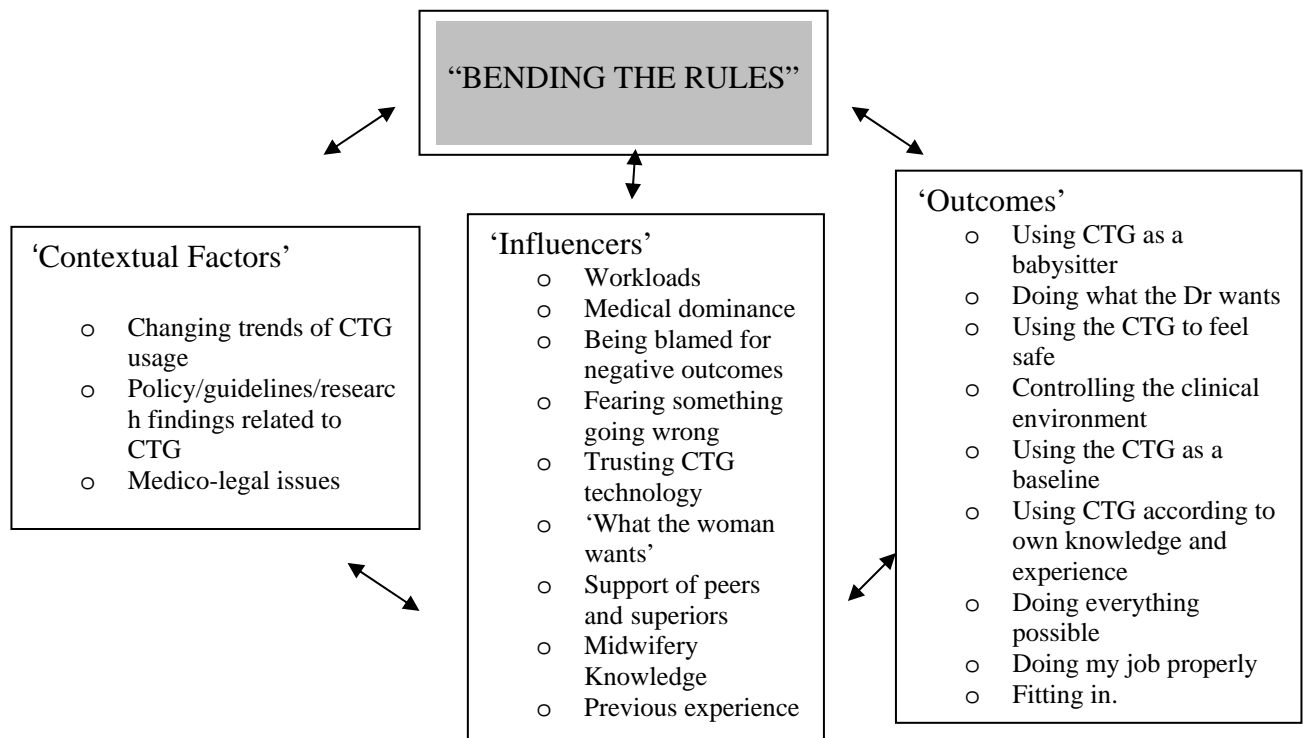 “BENDING THE RULES”
‘Contextual Factors’
o Changing trends of CTG
usage
o Policy/guidelines/researc
h findings related to
CTG
o Medico-legal issues
‘Influencers’
o Workloads
o Medical dominance
o Being blamed for
negative outcomes
o Fearing something
going wrong
o Trusting CTG
technology
o ‘What the woman
wants’
o Support of peers
and superiors
o Midwifery
Knowledge
o Previous experience
‘Outcomes’
o Using CTG as a
babysitter
o Doing what the Dr wants
o Using the CTG to feel
safe
o Controlling the clinical
environment
o Using the CTG as a
baseline
o Using CTG according to
own knowledge and
experience
o Doing everything
possible
o Doing my job properly
o Fitting in.